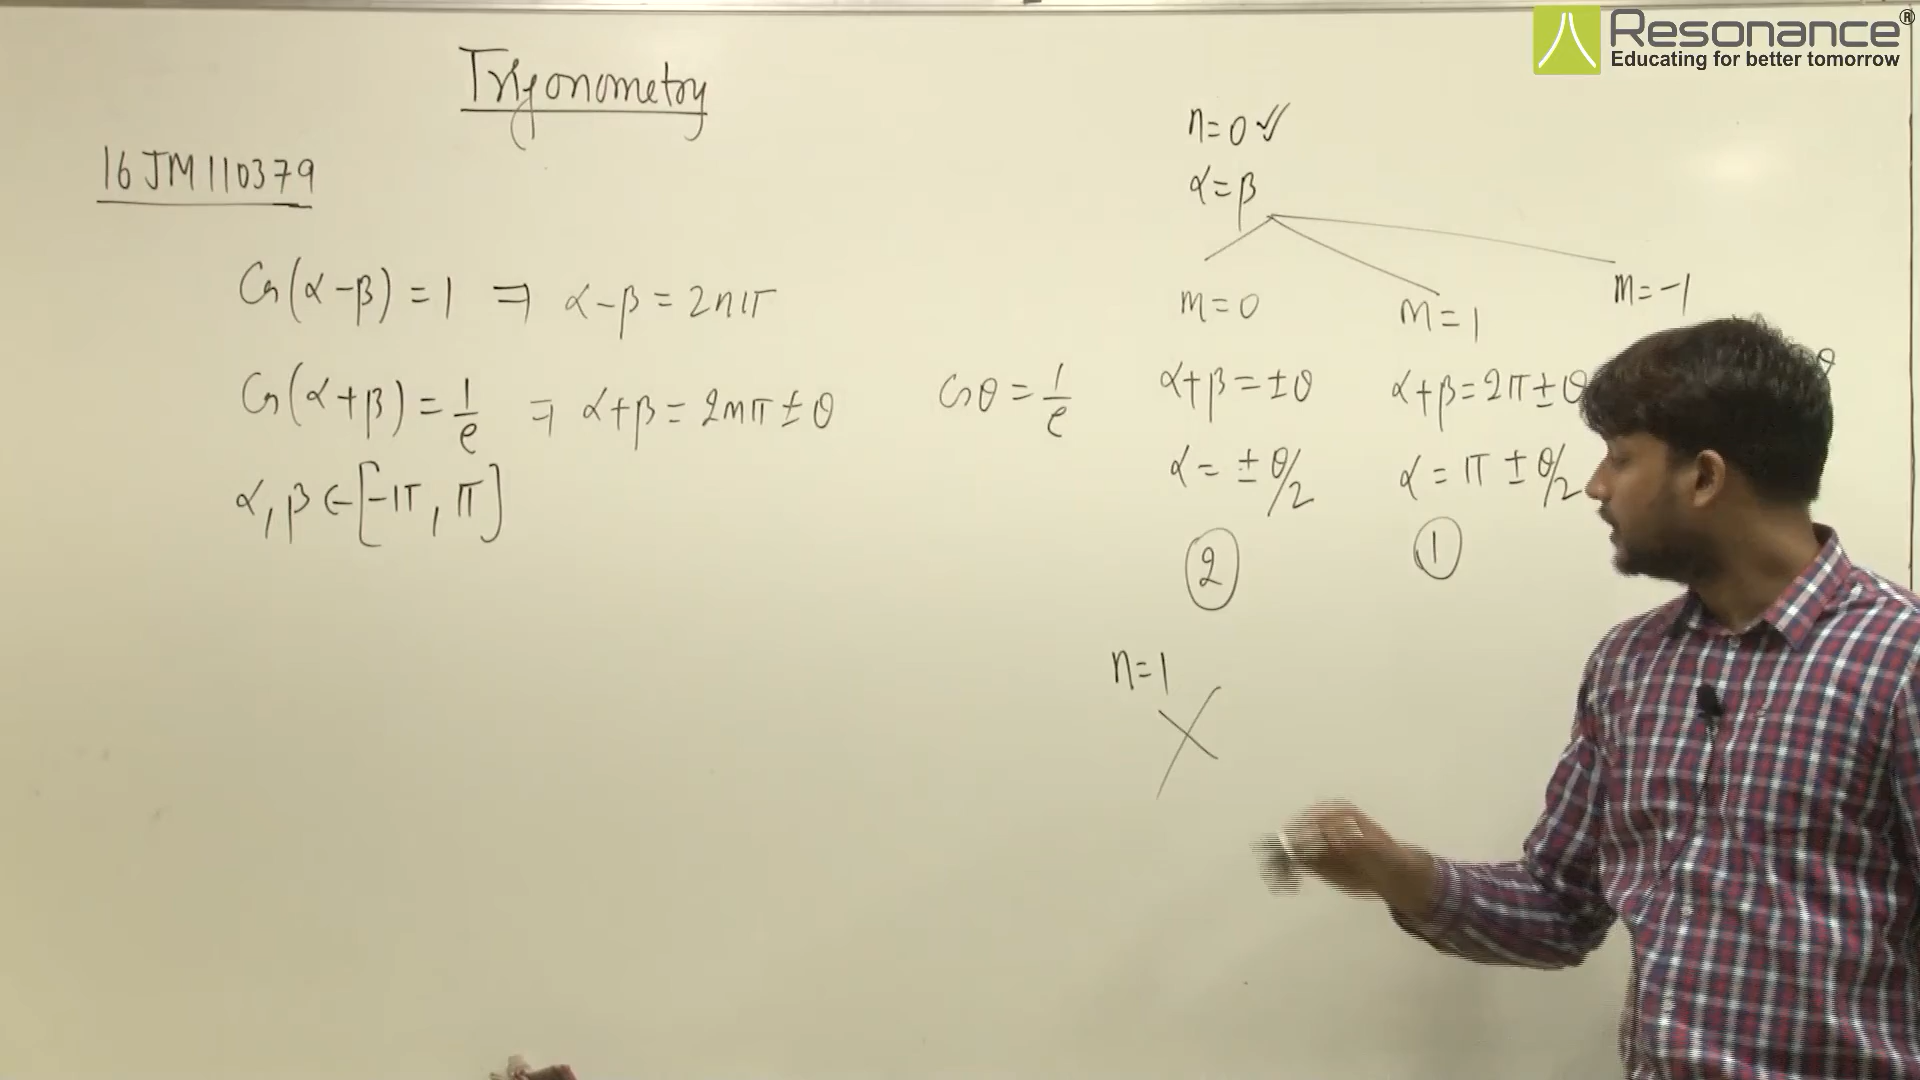 Resonance®
Educating for better tomorrow
Trigonometry
16JM110379
Cos(α-β) = 1 ⇒ α-β = 2nπ
Cos(α+β) = 1/e ⇒ α+β = 2mπ ± θ
α, β ∈ [-π, π]
Cosθ = 1/e
n=0 ✓
α=β
m=0
α+β = ±θ
α = ± θ/2
2
m=1
α+β = 2π ± θ
α = π ± θ/2
1
m=-1
θ
n=1